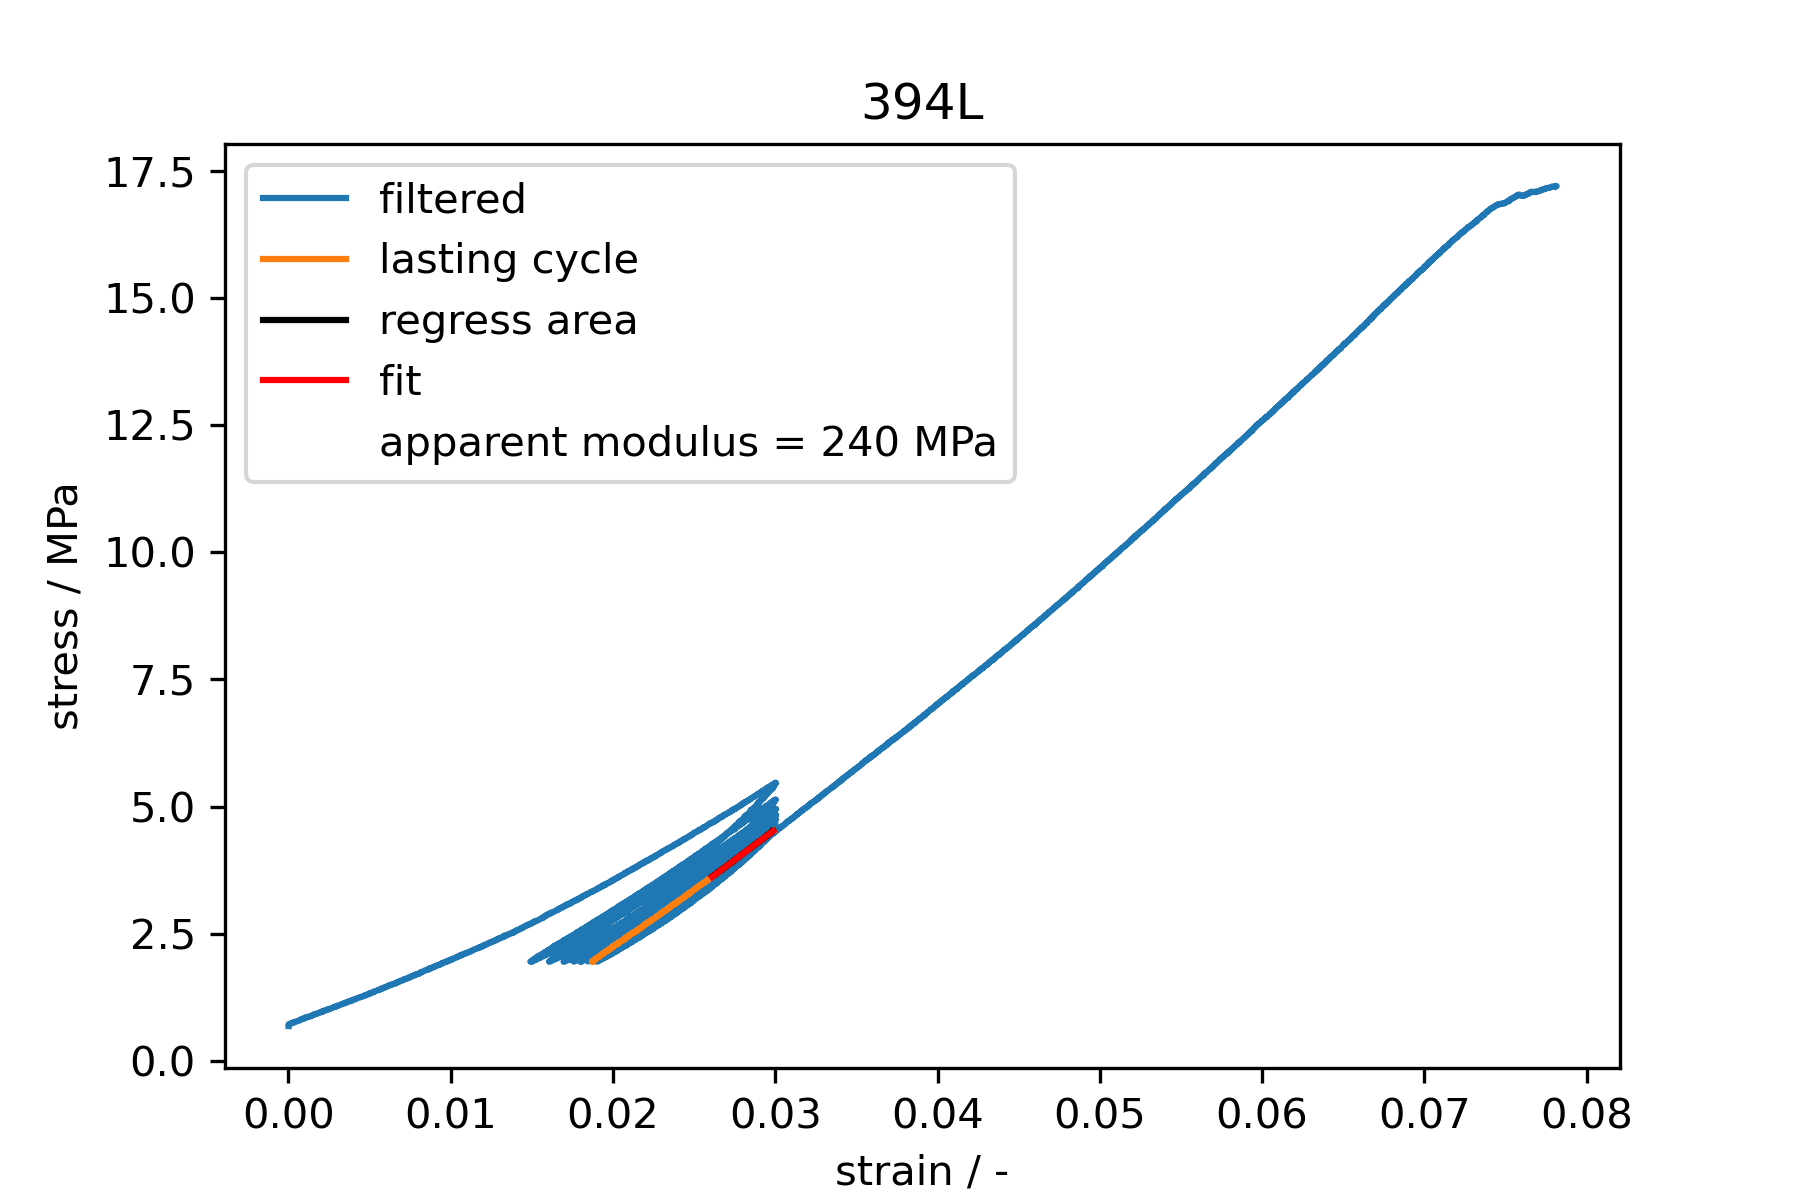 394L
17.5
15.0
12.5
10.0
7.5
5.0
2.5
0.0
stress / MPa
filtered
lasting cycle
regress area
fit
apparent modulus = 240 MPa
0.00 0.01 0.02 0.03 0.04 0.05 0.06 0.07 0.08
strain / -